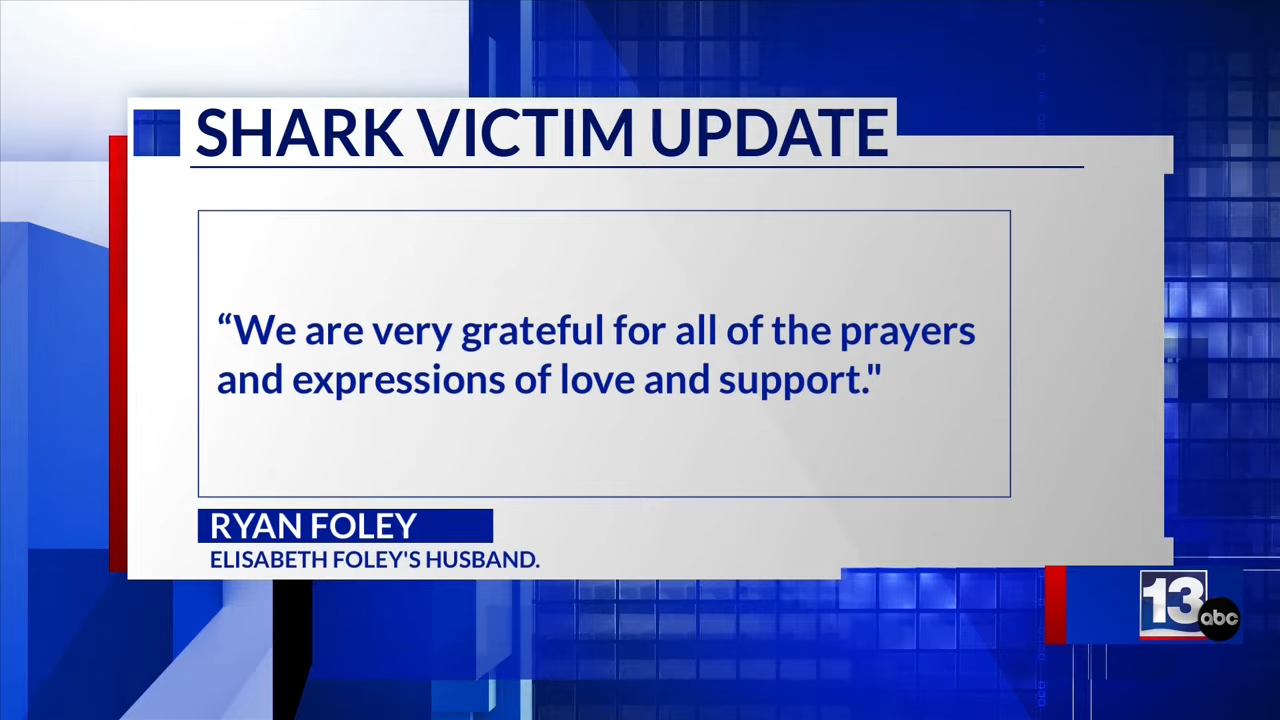 SHARK VICTIM UPDATE
“We are very grateful for all of the prayers
and expressions of love and support."
RYAN FOLEY
ELISABETH FOLEY'S HUSBAND.
13
abc